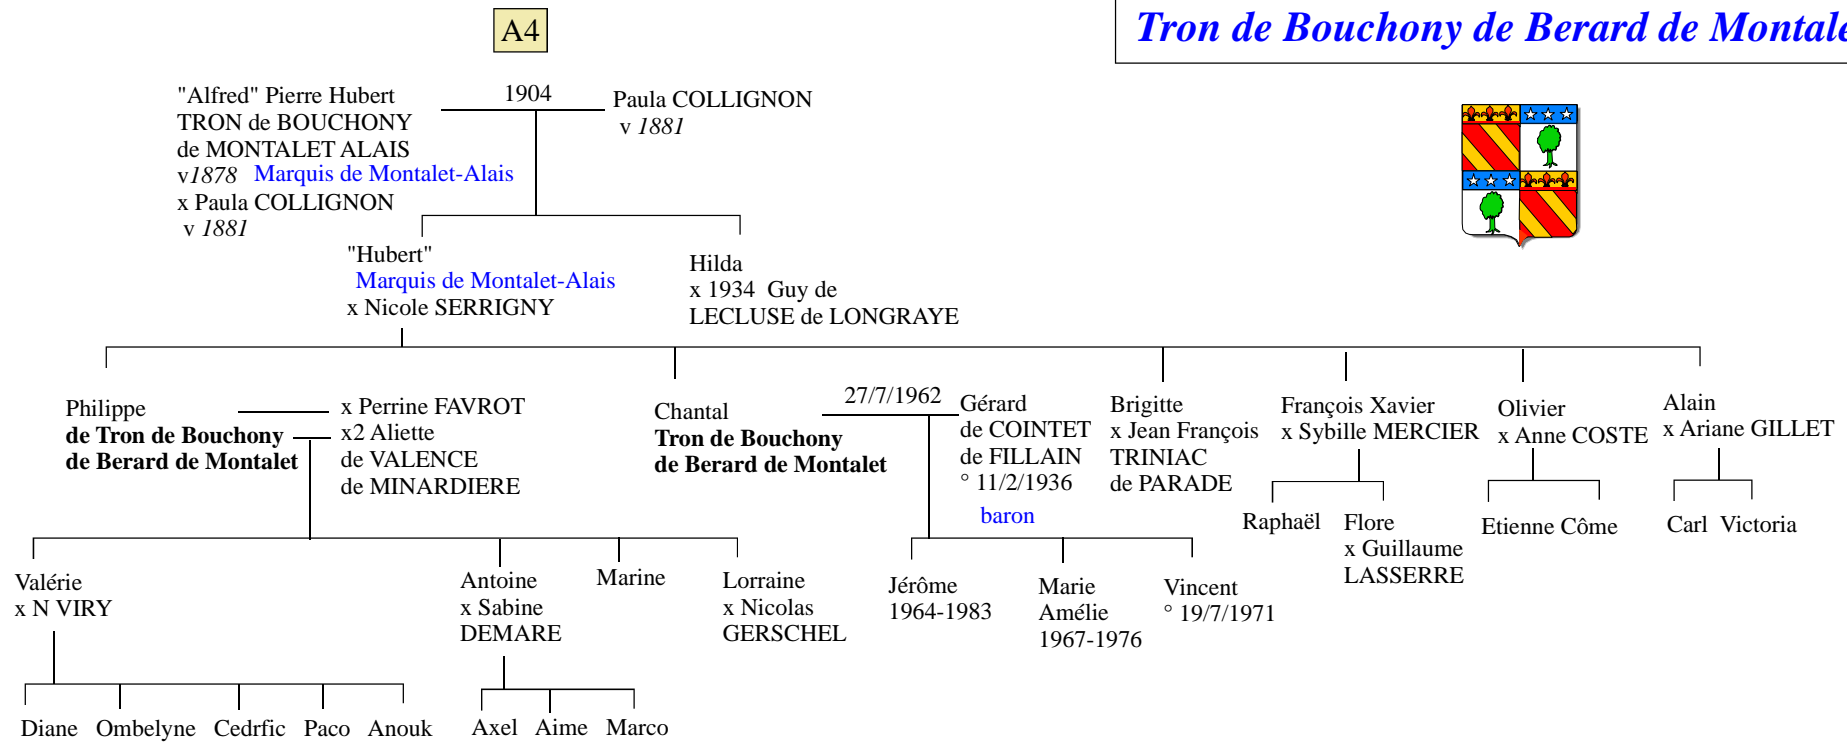 A4
Tron de Bouchony de Berard de Montale
"Alfred" Pierre Hubert
TRON de BOUCHONY
de MONTALET ALAIS
v1878 Marquis de Montalet-Alais
x Paula COLLIGNON
v 1881
1904
Paula COLLIGNON
v 1881
"Hubert"
Marquis de Montalet-Alais
x Nicole SERRIGNY
Hilda
x 1934 Guy de
LECLUSE de LONGRAYE
Philippe
de Tron de Bouchony
de Berard de Montalet
x Perrine FAVROT
x2 Aliette
de VALENCE
de MINARDIERE
Chantal
Tron de Bouchony
de Berard de Montalet
27/7/1962
Gérard
de COINTET
de FILLAIN
° 11/2/1936
baron
Brigitte
x Jean François
TRINIAC
de PARADE
François Xavier
x Sybille MERCIER
Olivier
x Anne COSTE
Alain
x Ariane GILLET
Raphaël
Flore
x Guillaume
LASSERRE
Etienne Côme
Carl Victoria
Valérie
x N VIRY
Antoine
x Sabine
DEMARE
Marine
Lorraine
x Nicolas
GERSCHEL
Jérôme
1964-1983
Marie
Amélie
1967-1976
Vincent
° 19/7/1971
Diane Ombelyne Cedrfic Paco Anouk
Axel Aime Marco